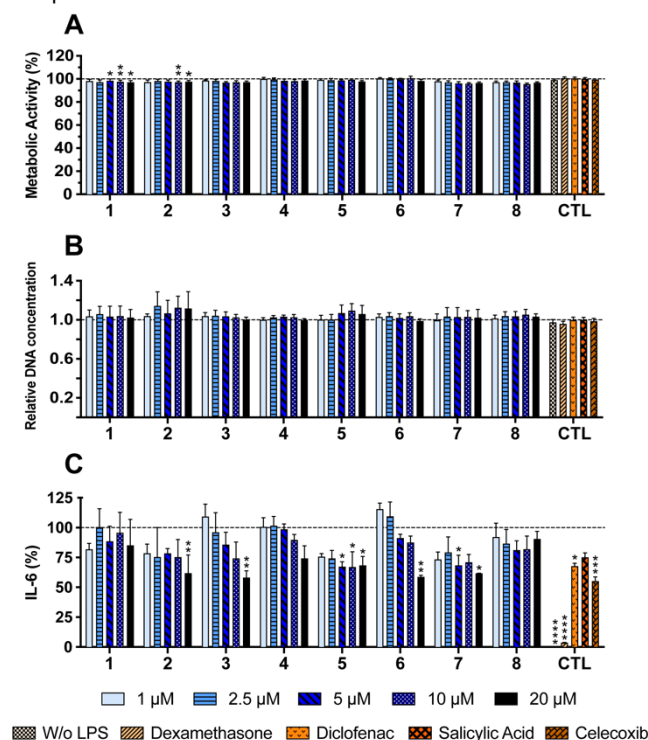 A
Metabolic Activity (%)
120
100
80
60
40
20
0
* ** * ** *
1 2 3 4 5 6 7 8 CTL
B
Relative DNA concentration
1.4
1.0
0.6
0.2
1 2 3 4 5 6 7 8 CTL
C
IL-6 (%)
125
100
75
50
25
0
** *** * * * ** * * **** **** * ***
1 2 3 4 5 6 7 8 CTL
1 µM 2.5 µM 5 µM 10 µM 20 µM
W/o LPS Dexamethasone Diclofenac Salicylic Acid Celecoxib